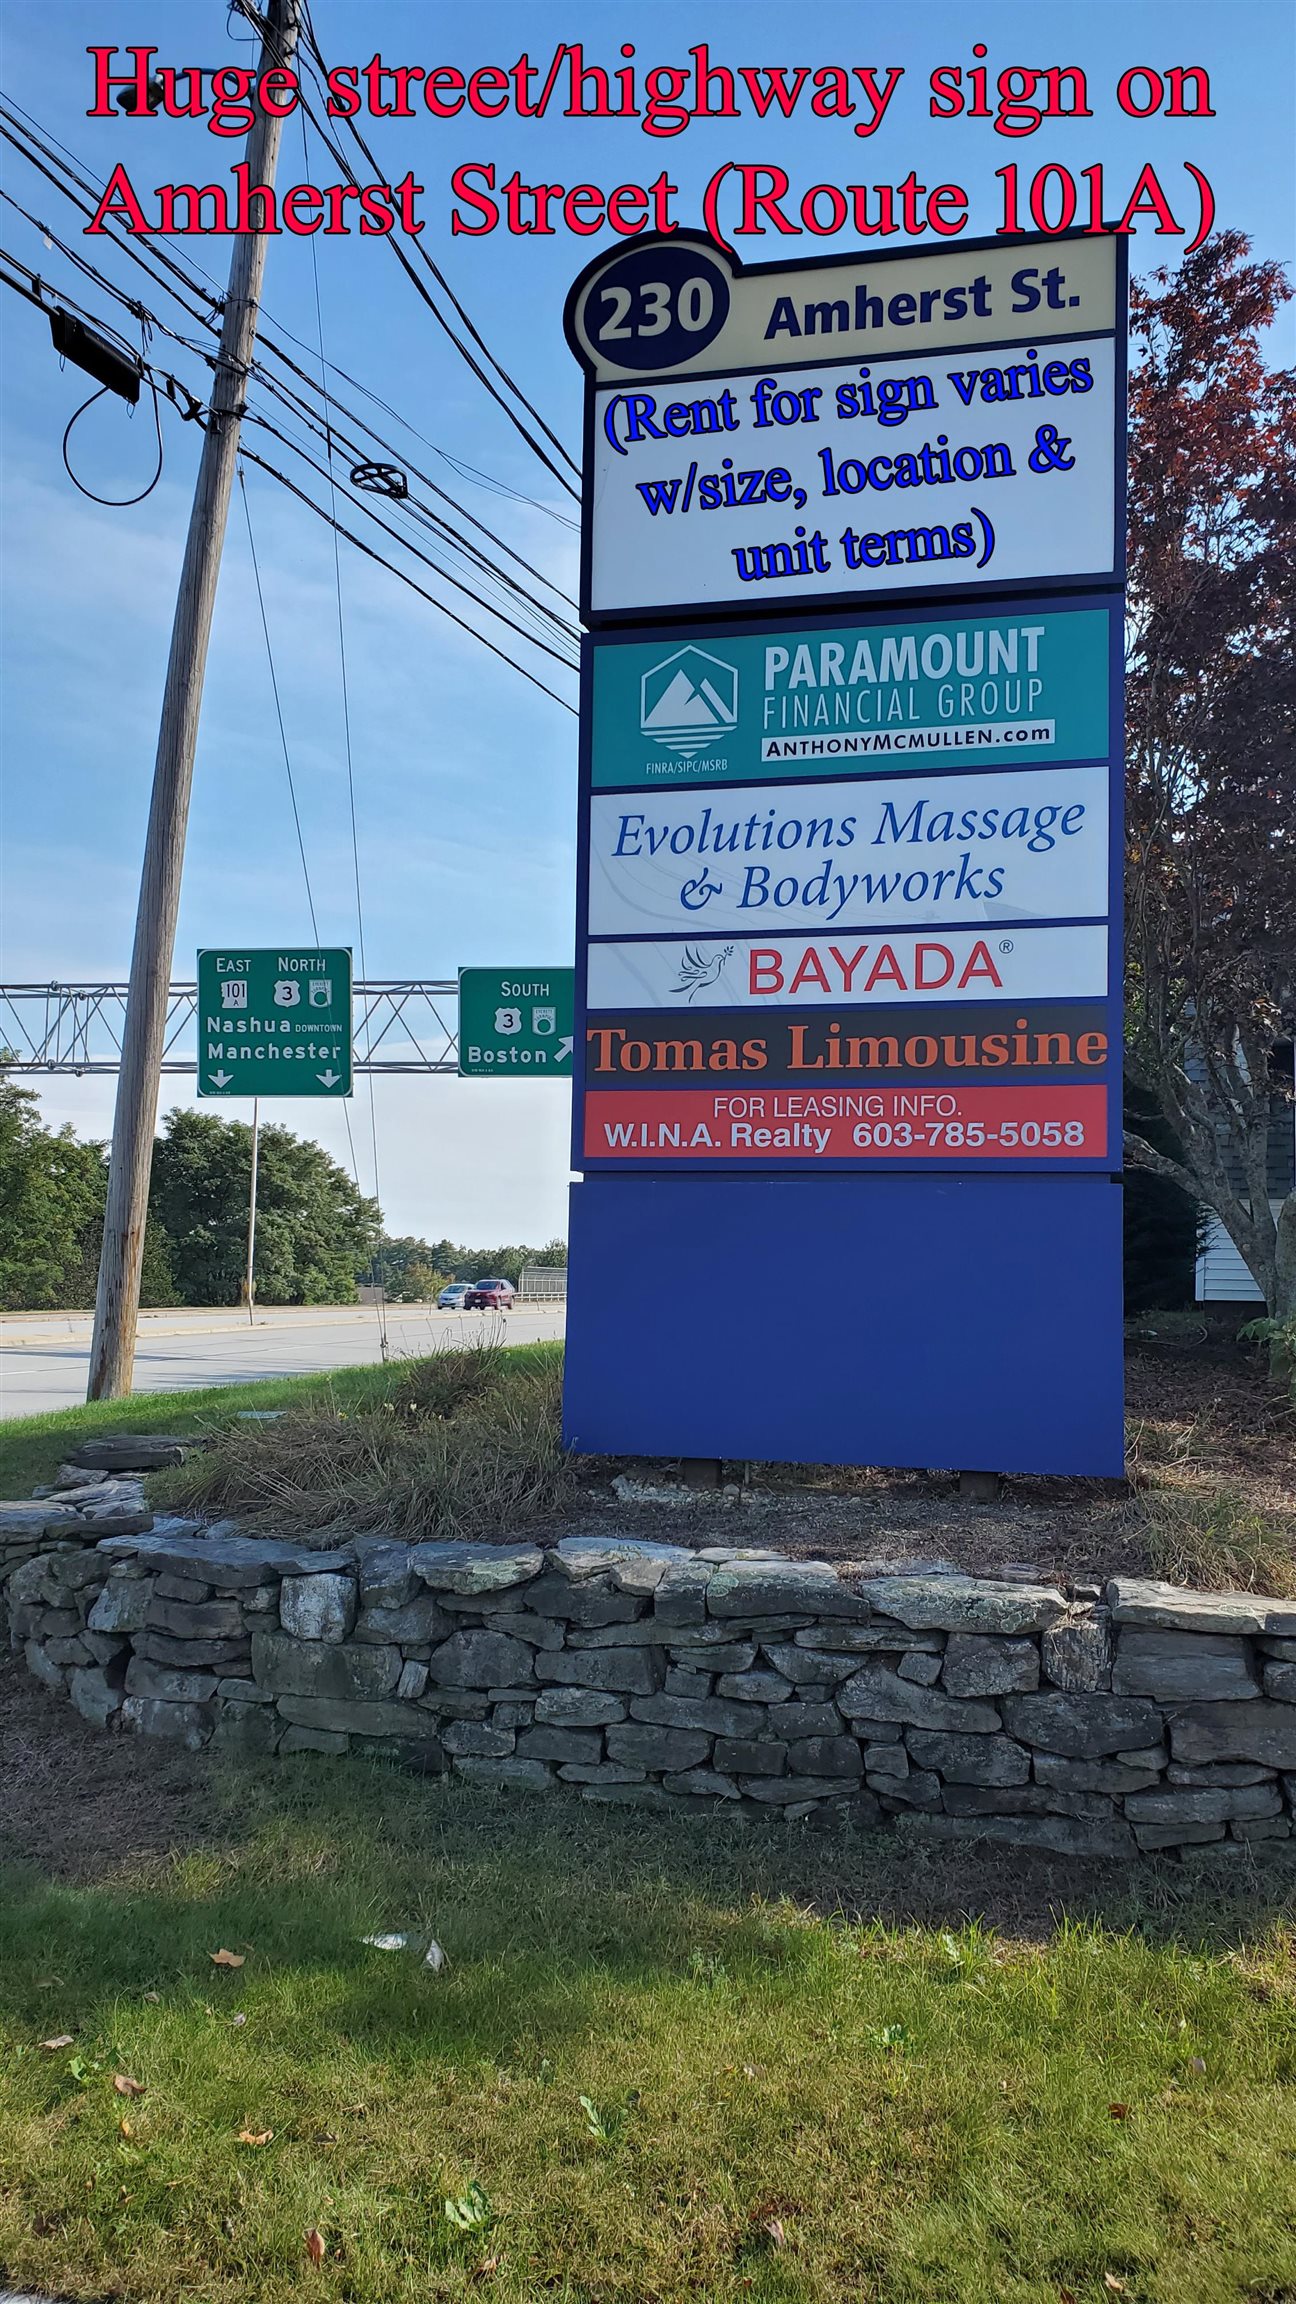 Huge street/highway sign on
Amherst Street (Route 101A)
230 Amherst St.
(Rent for sign varies
w/size, location &
unit terms)
PARAMOUNT
FINANCIAL GROUP
ANTHONYMCMULLEN.com
FINRA/SIPC/MSRB
Evolutions Massage
& Bodyworks
BAYADA®
Tomas Limousine
FOR LEASING INFO.
W.I.N.A. Realty 603-785-5058
EAST NORTH
101 A 3
Nashua DOWNTOWN
Manchester
SOUTH
3
Boston